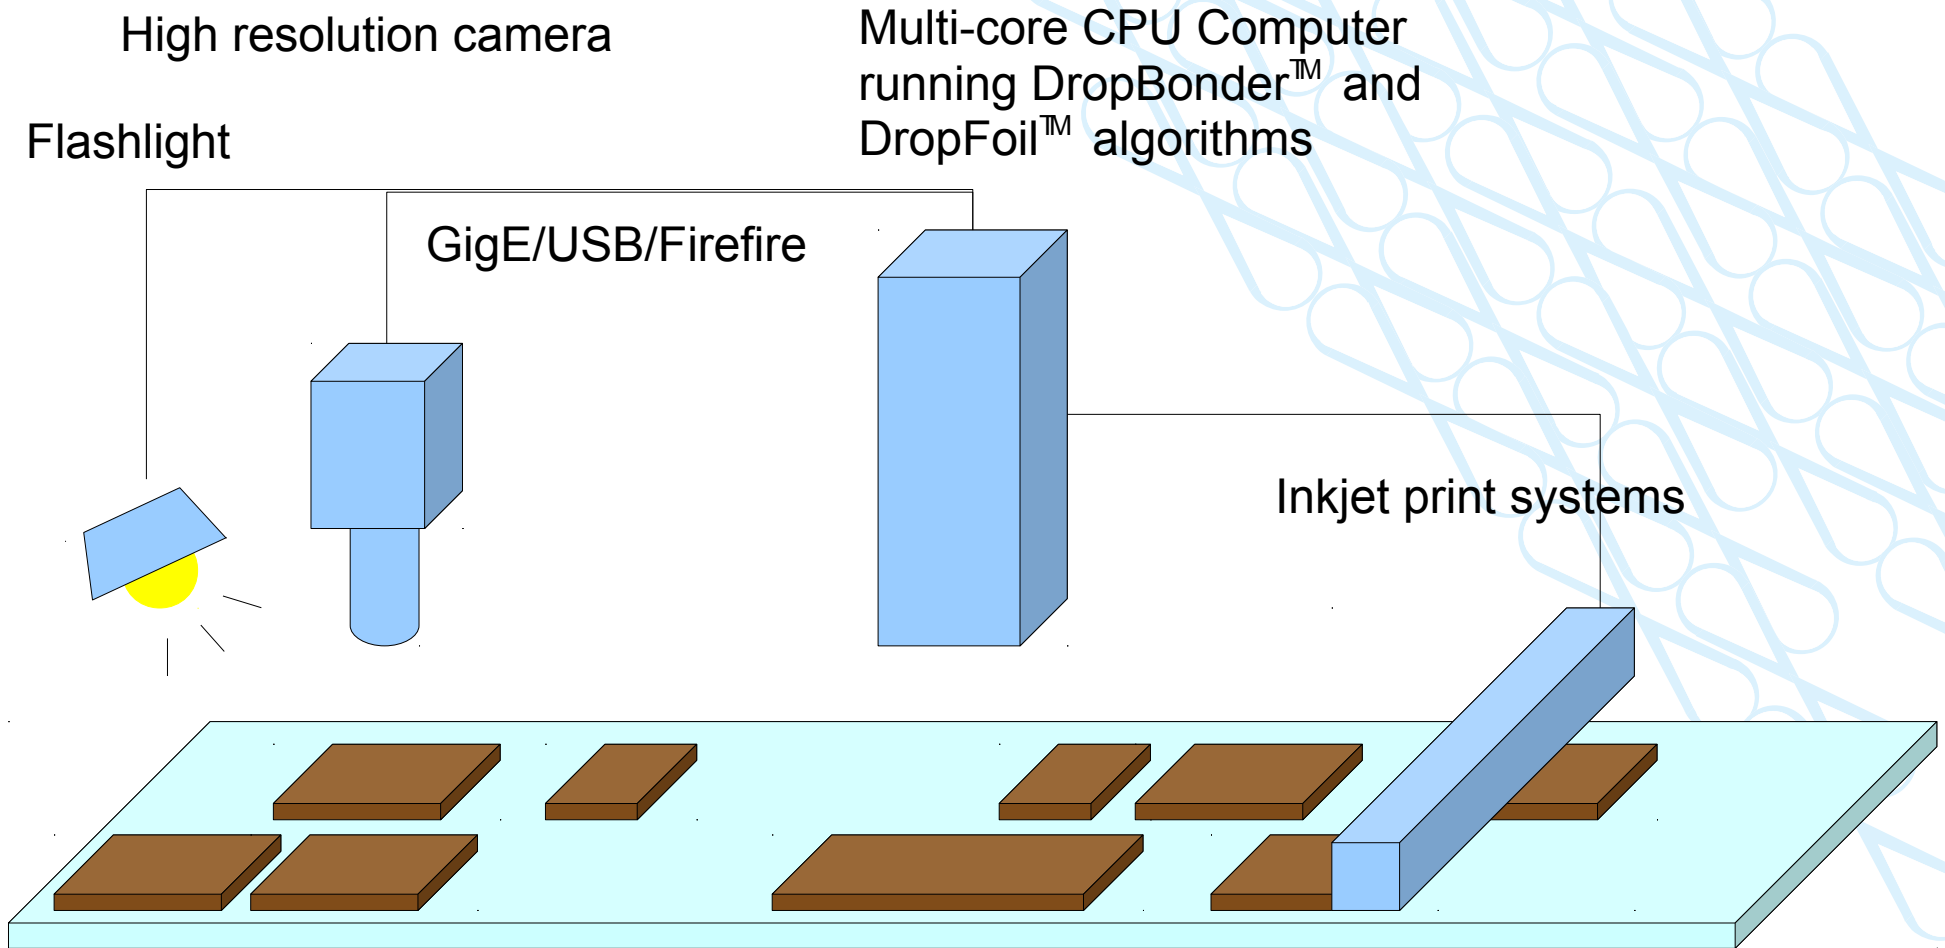 High resolution camera
Multi-core CPU Computer
running DropBonder™ and
DropFoil™ algorithms
Flashlight
GigE/USB/Firefire
Inkjet print systems